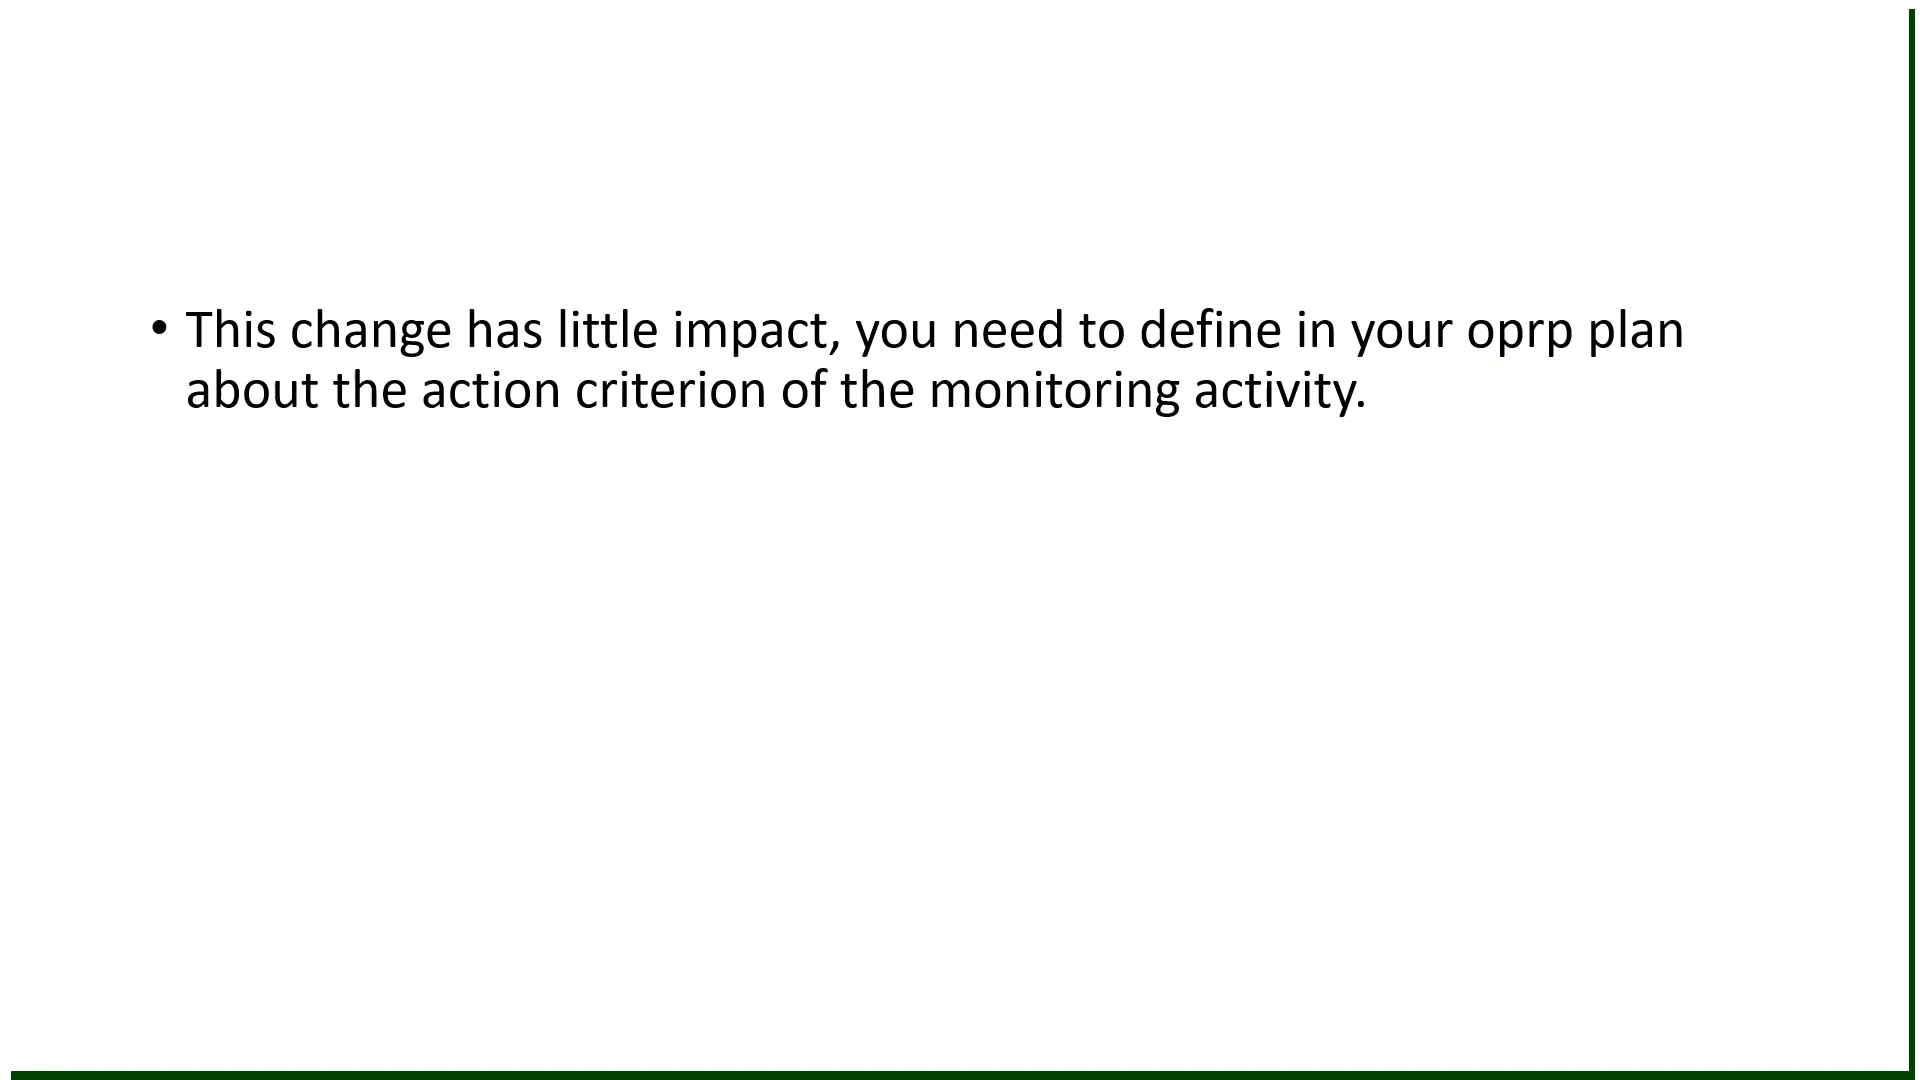 • This change has little impact, you need to define in your oprp plan
about the action criterion of the monitoring activity.